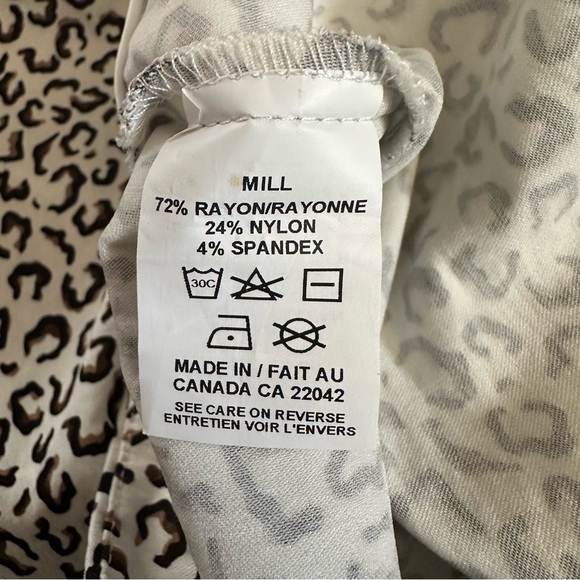 MILL
72% RAYON/RAYONNE
24% NYLON
4% SPANDEX
30C
MADE IN / FAIT AU
CANADA CA 22042
SEE CARE ON REVERSE
ENTRETIEN VOIR L'ENVERS